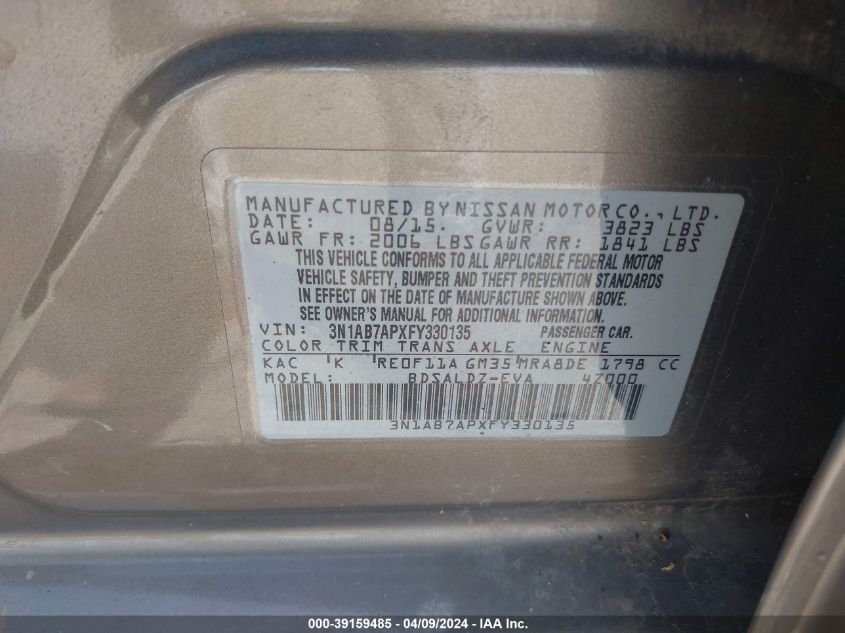 MANUFACTURED BY NISSAN MOTOR CO., LTD.
DATE: 08/15. GVWR: 3823 LBS
GAWR FR: 2006 LBS GAWR RR: 1841 LBS
THIS VEHICLE CONFORMS TO ALL APPLICABLE FEDERAL MOTOR
VEHICLE SAFETY, BUMPER AND THEFT PREVENTION STANDARDS
IN EFFECT ON THE DATE OF MANUFACTURE SHOWN ABOVE.
SEE OWNER'S MANUAL FOR ADDITIONAL INFORMATION.
VIN: 3N1AB7APXFY330135 PASSENGER CAR.
COLOR TRIM TRANS AXLE ENGINE
KAC K RE0F11A GM35 MRA8DE 1798 CC
MODEL: BDSALDZ-EVA 4Z000
3N1AB7APXFY330135
000-39159485 - 04/09/2024 - IAAI.com